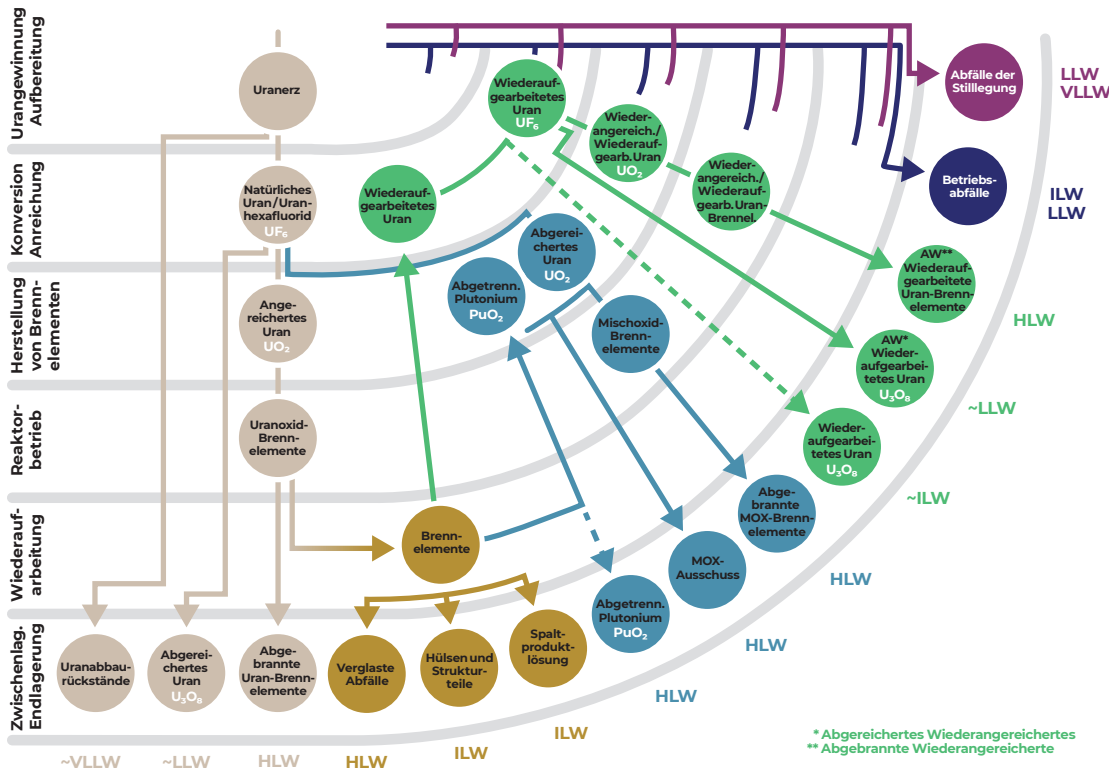 Urangewinnung
Aufbereitung
Konversion
Anreichung
Herstellung
von Brenn-
elementen
Reaktor-
betrieb
Wiederauf-
arbeitung
Zwischenlag.
Endlagerung
Uranerz
Natürliches
Uran/Uran-
hexafluorid
UF₆
Ange-
reichertes
Uran
UO₂
Uranoxid-
Brenn-
elemente
Wiederauf-
gearbeitetes
Uran
Wiederauf-
gearbeitetes
Uran
UF₆
Wieder-
angereich./
Wiederauf-
gearb.Uran
UO₂
Wieder-
angereich./
Wiederauf-
gearb.Uran-
Brennel.
AW**
Wiederauf-
gearbeitete
Uran-Brenn-
elemente
AW*
Wieder-
aufgearbei-
tetes Uran
U₃O₈
Wieder-
aufgearbei-
tetes Uran
U₃O₈
Abfälle der
Stilllegung
Betriebs-
abfälle
Abgerei-
chertes
Uran
UO₂
Abgetrenn.
Plutonium
PuO₂
Mischoxid-
Brenn-
elemente
Abge-
brannte
MOX-Brenn-
elemente
MOX-
Ausschuss
Abgetrenn.
Plutonium
PuO₂
Brenn-
elemente
Spalt-
produkt-
lösung
Hülsen und
Struktur-
teile
Verglaste
Abfälle
Abge-
brannte
Uran-Brenn-
elemente
Abgerei-
chertes
Uran
U₃O₈
Uranabbau-
rückstände
LLW
VLLW
ILW
LLW
HLW
~LLW
~ILW
HLW
HLW
HLW
ILW
ILW
HLW
HLW
~LLW
~VLLW
* Abgereichertes Wiederangereichertes
** Abgebrannte Wiederangereicherte